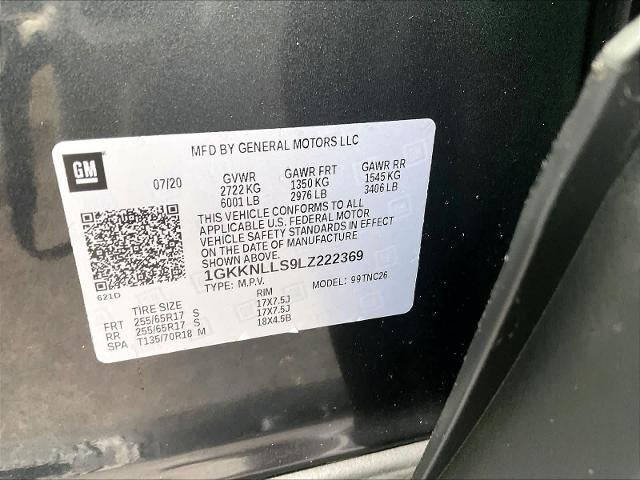 MFD BY GENERAL MOTORS LLC
GM
07/20 GVWR GAWR FRT GAWR RR
2722 KG 1350 KG 1545 KG
6001 LB 2976 LB 3406 LB
THIS VEHICLE CONFORMS TO ALL
APPLICABLE U.S. FEDERAL MOTOR
VEHICLE SAFETY STANDARDS IN EFFECT
ON THE DATE OF MANUFACTURE
SHOWN ABOVE.
1GKKNLLS9LZ222369
621D TYPE: M.P.V. MODEL: 99TNC26
TIRE SIZE RIM
FRT 255/65R17 S 17X7.5J
RR 255/65R17 S 17X7.5J
SPA T135/70R18 M 18X4.5B